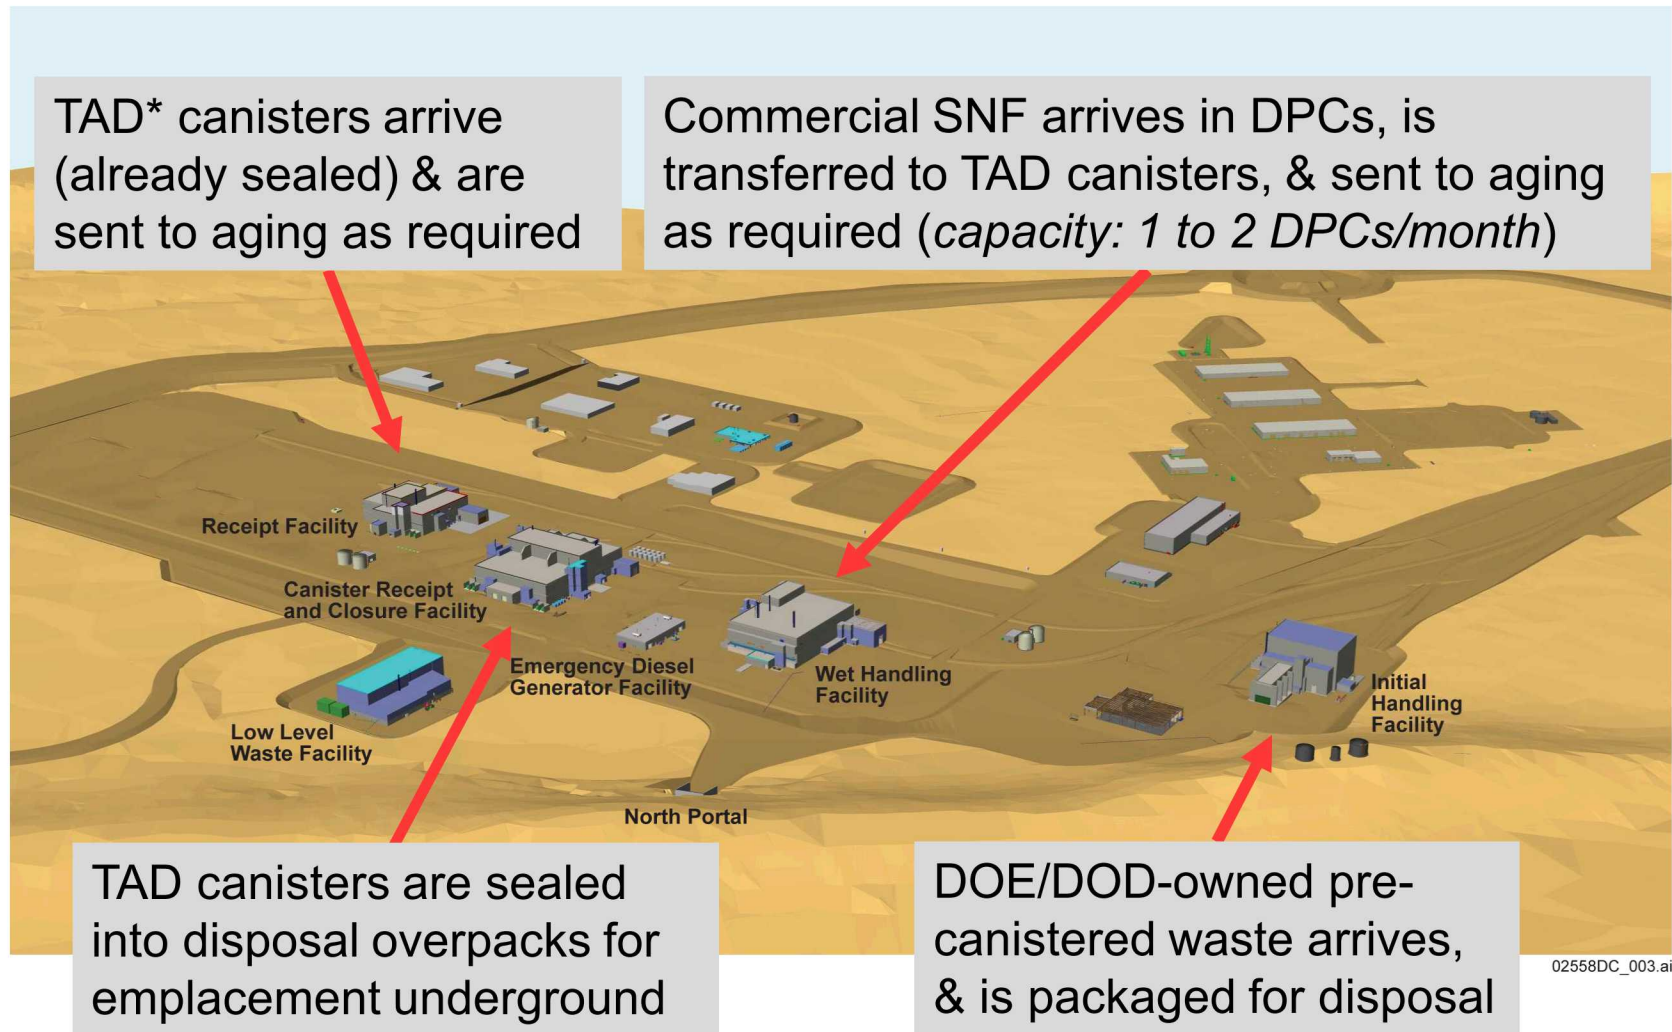 TAD* canisters arrive
(already sealed) & are
sent to aging as required
Commercial SNF arrives in DPCs, is
transferred to TAD canisters, & sent to aging
as required (capacity: 1 to 2 DPCs/month)
Receipt Facility
Canister Receipt
and Closure Facility
Emergency Diesel
Generator Facility
Wet Handling
Facility
Initial
Handling
Facility
Low Level
Waste Facility
North Portal
TAD canisters are sealed
into disposal overpacks for
emplacement underground
DOE/DOD-owned pre-
canistered waste arrives,
& is packaged for disposal
02558DC_003.ai